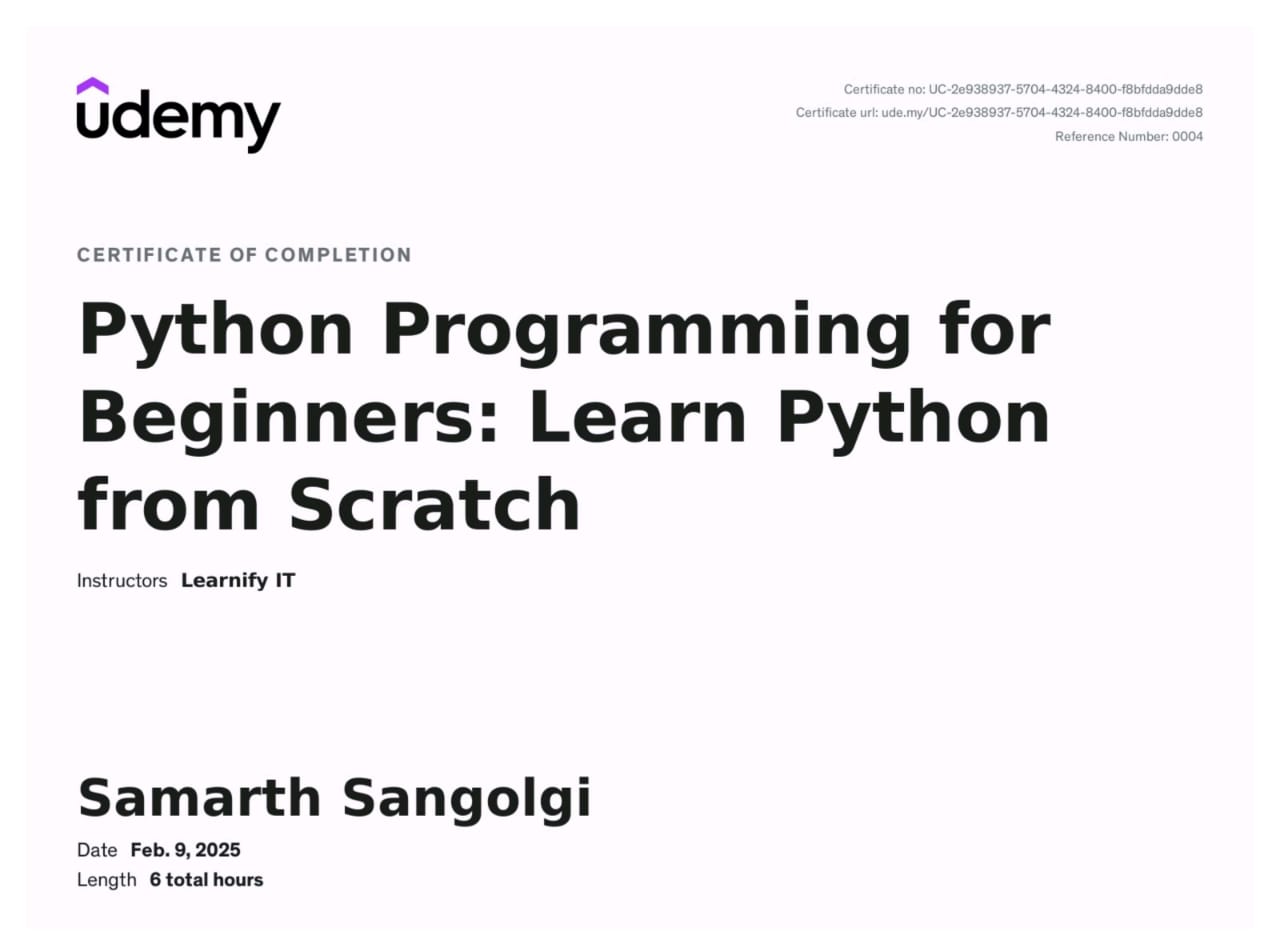 udemy
Certificate no: UC-2e938937-5704-4324-8400-f8bfdda9dde8
Certificate url: ude.my/UC-2e938937-5704-4324-8400-f8bfdda9dde8
Reference Number: 0004
CERTIFICATE OF COMPLETION
Python Programming for
Beginners: Learn Python
from Scratch
Instructors Learnify IT
Samarth Sangolgi
Date Feb. 9, 2025
Length 6 total hours